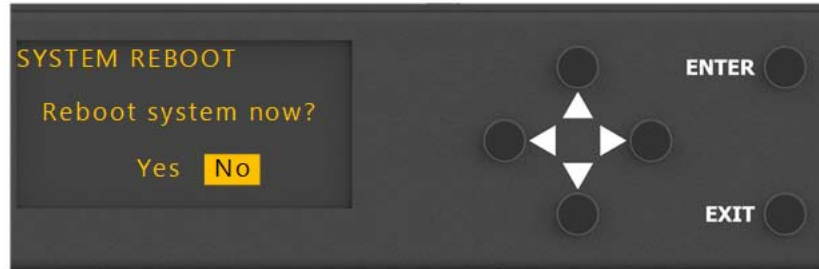 SYSTEM REBOOT
Reboot system now?
Yes No
ENTER
EXIT